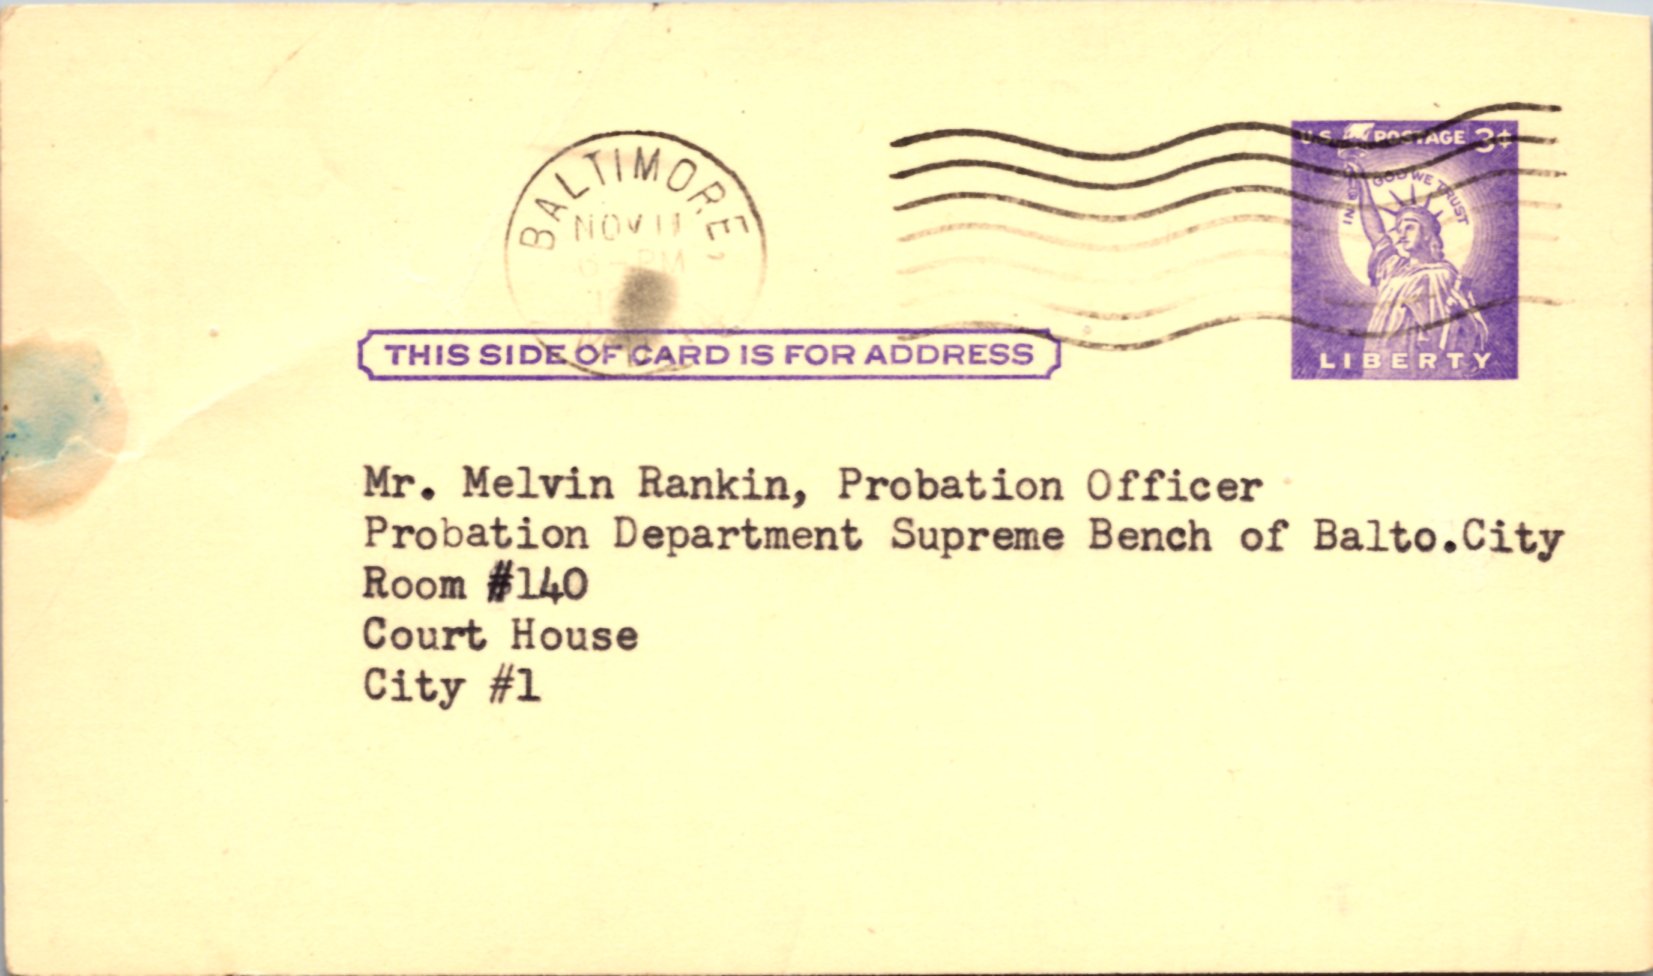 BALTIMORE,
NOV 11
6-PM
U.S. POSTAGE 3¢
IN GOD WE TRUST
LIBERTY
THIS SIDE OF CARD IS FOR ADDRESS
Mr. Melvin Rankin, Probation Officer
Probation Department Supreme Bench of Balto.City
Room #140
Court House
City #1